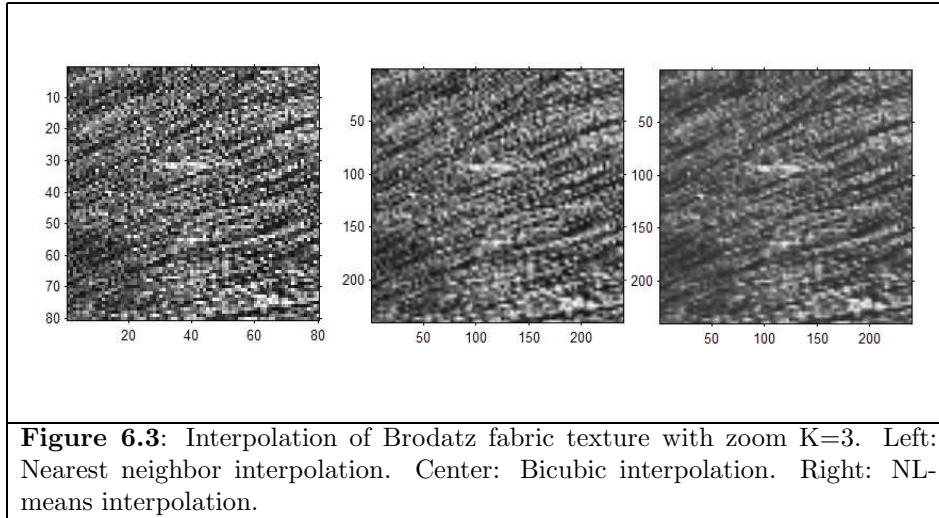 10
20
30
40
50
60
70
80
20 40 60 80
50
100
150
200
50 100 150 200
50
100
150
200
50 100 150 200
Figure 6.3: Interpolation of Brodatz fabric texture with zoom K=3. Left:
Nearest neighbor interpolation. Center: Bicubic interpolation. Right: NL-
means interpolation.